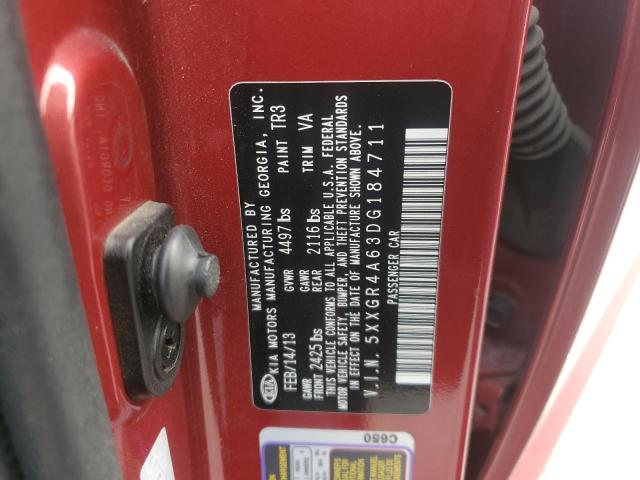 MANUFACTURED BY
KIA KIA MOTORS MANUFACTURING GEORGIA, INC.
FEB/14/13 GVWR 4497 lbs PAINT TR3
GAWR FRONT 2425 lbs GAWR REAR 2116 lbs TRIM VA
THIS VEHICLE CONFORMS TO ALL APPLICABLE U.S.A. FEDERAL
MOTOR VEHICLE SAFETY, BUMPER, AND THEFT PREVENTION STANDARDS
IN EFFECT ON THE DATE OF MANUFACTURE SHOWN ABOVE.
V.I.N. 5XXGR4A63DG184711
PASSENGER CAR
C650